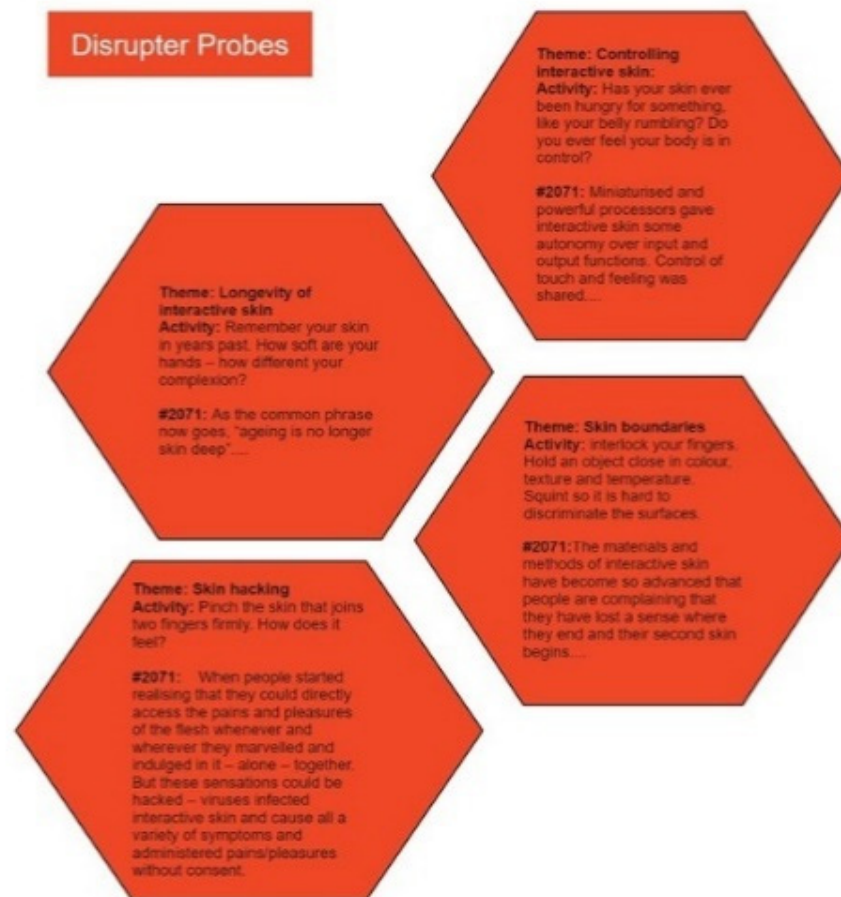 Disrupter Probes
Theme: Controlling
interactive skin:
Activity: Has your skin ever
been hungry for something,
like your belly rumbling? Do
you ever feel your body is in
control?
#2071: Miniaturised and
powerful processors gave
interactive skin some
autonomy over input and
output functions. Control of
touch and feeling was
shared....
Theme: Longevity of
interactive skin
Activity: Remember your skin
in years past. How soft are your
hands – how different your
complexion?
#2071: As the common phrase
now goes, "ageing is no longer
skin deep"....
Theme: Skin boundaries
Activity: interlock your fingers.
Hold an object close in colour,
texture and temperature.
Squint so it is hard to
discriminate the surfaces.
#2071:The materials and
methods of interactive skin
have become so advanced that
people are complaining that
they have lost a sense where
they end and their second skin
begins....
Theme: Skin hacking
Activity: Pinch the skin that joins
two fingers firmly. How does it
feel?
#2071: When people started
realising that they could directly
access the pains and pleasures
of the flesh whenever and
wherever they marvelled and
indulged in it – alone – together.
But these sensations could be
hacked – viruses infected
interactive skin and cause all a
variety of symptoms and
administered pains/pleasures
without consent.